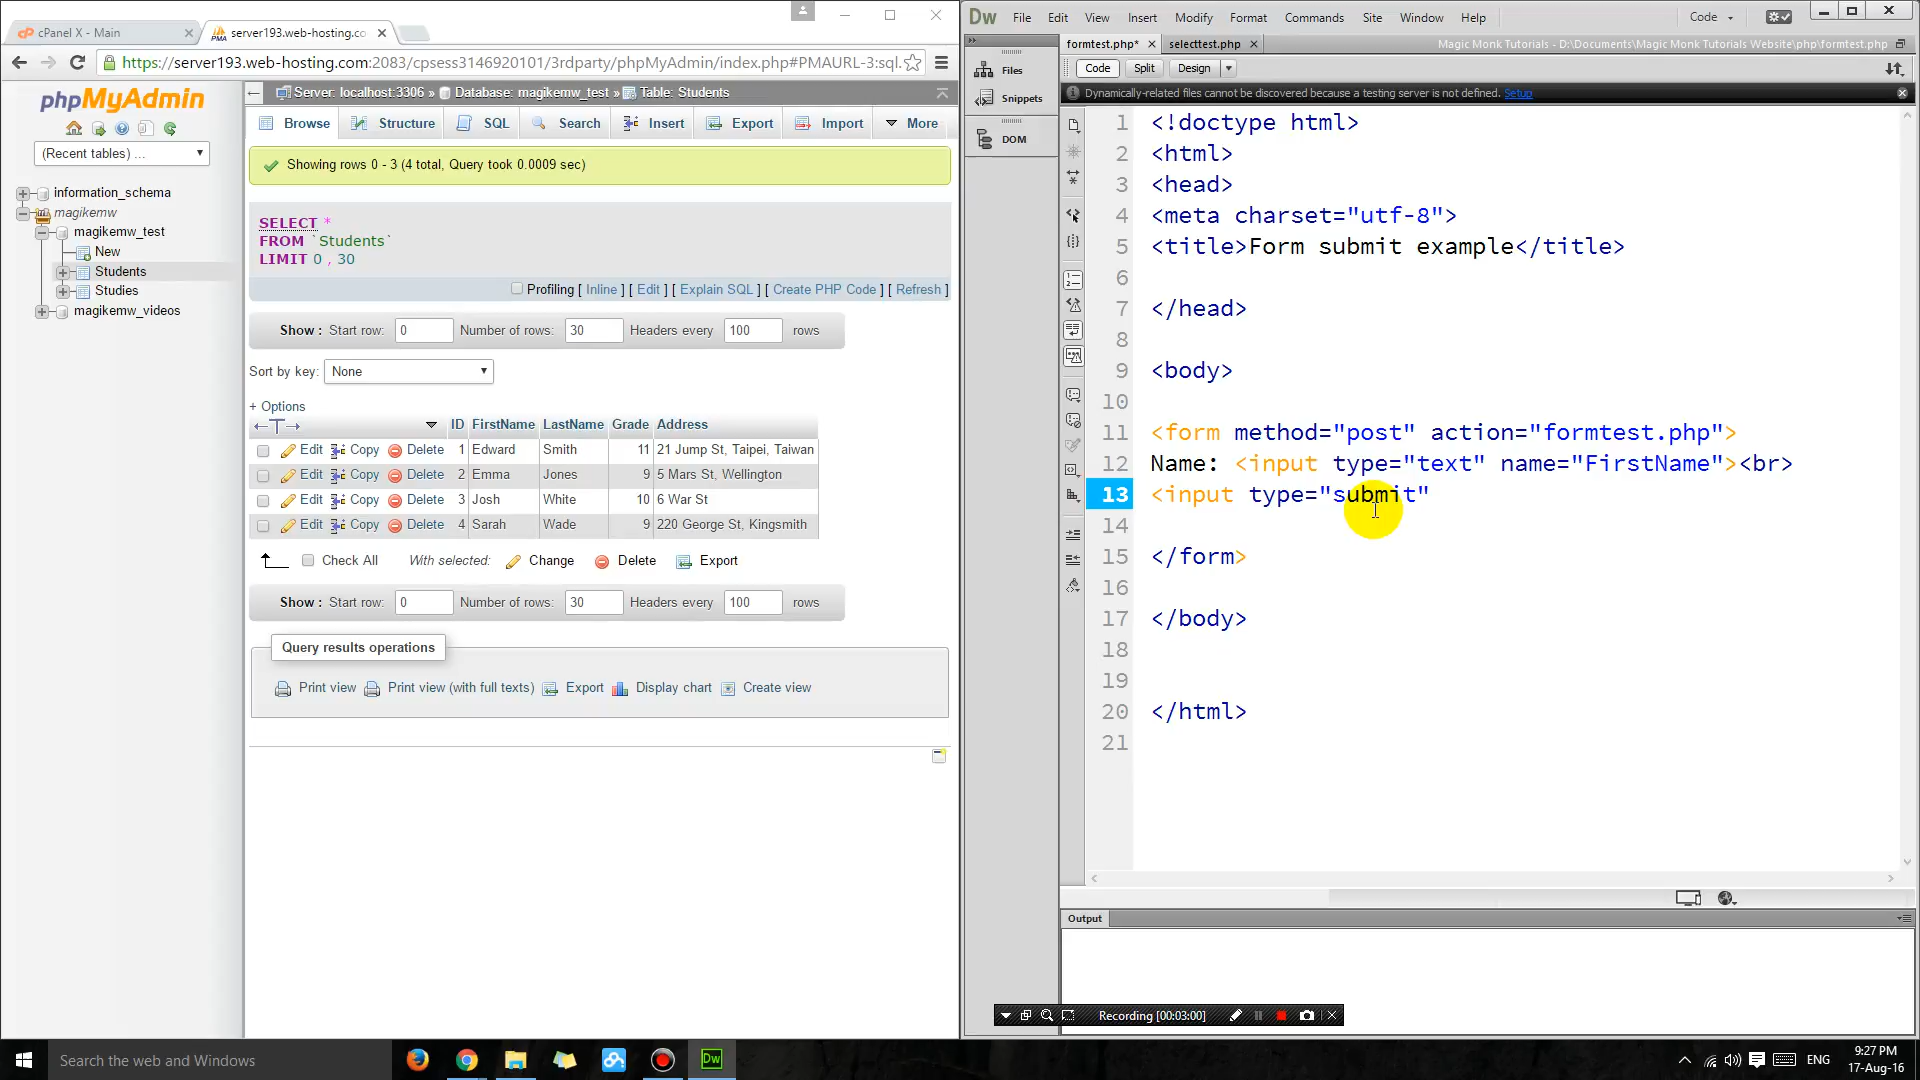 cPanel X - Main
server193.web-hosting.co
https://server193.web-hosting.com:2083/cpsess3146920101/3rdparty/phpMyAdmin/index.php#PMAURL-3:sql.
phpMyAdmin
(Recent tables) ...
information_schema
magikemw
magikemw_test
New
Students
Studies
magikemw_videos
Server: localhost:3306 » Database: magikemw_test » Table: Students
Browse Structure SQL Search Insert Export Import More
Showing rows 0 - 3 (4 total, Query took 0.0009 sec)
SELECT *
FROM `Students`
LIMIT 0 , 30
Profiling [ Inline ] [ Edit ] [ Explain SQL ] [ Create PHP Code ] [ Refresh ]
Show : Start row: 0 Number of rows: 30 Headers every 100 rows
Sort by key: None
+ Options
←T→ ID FirstName LastName Grade Address
Edit Copy Delete 1 Edward Smith 11 21 Jump St, Taipei, Taiwan
Edit Copy Delete 2 Emma Jones 9 5 Mars St, Wellington
Edit Copy Delete 3 Josh White 10 6 War St
Edit Copy Delete 4 Sarah Wade 9 220 George St, Kingsmith
Check All With selected: Change Delete Export
Show : Start row: 0 Number of rows: 30 Headers every 100 rows
Query results operations
Print view Print view (with full texts) Export Display chart Create view
Dw File Edit View Insert Modify Format Commands Site Window Help Code
formtest.php* selecttest.php Magic Monk Tutorials - D:\Documents\Magic Monk Tutorials Website\php\formtest.php
Code Split Design
Dynamically-related files cannot be discovered because a testing server is not defined. Setup
Files
Snippets
DOM
1 <!doctype html>
2 <html>
3 <head>
4 <meta charset="utf-8">
5 <title>Form submit example</title>
6
7 </head>
8
9 <body>
10
11 <form method="post" action="formtest.php">
12 Name: <input type="text" name="FirstName"><br>
13 <input type="submit"
14
15 </form>
16
17 </body>
18
19
20 </html>
21
Output
Recording [00:03:00]
Search the web and Windows
Dw
ENG
9:27 PM
17-Aug-16